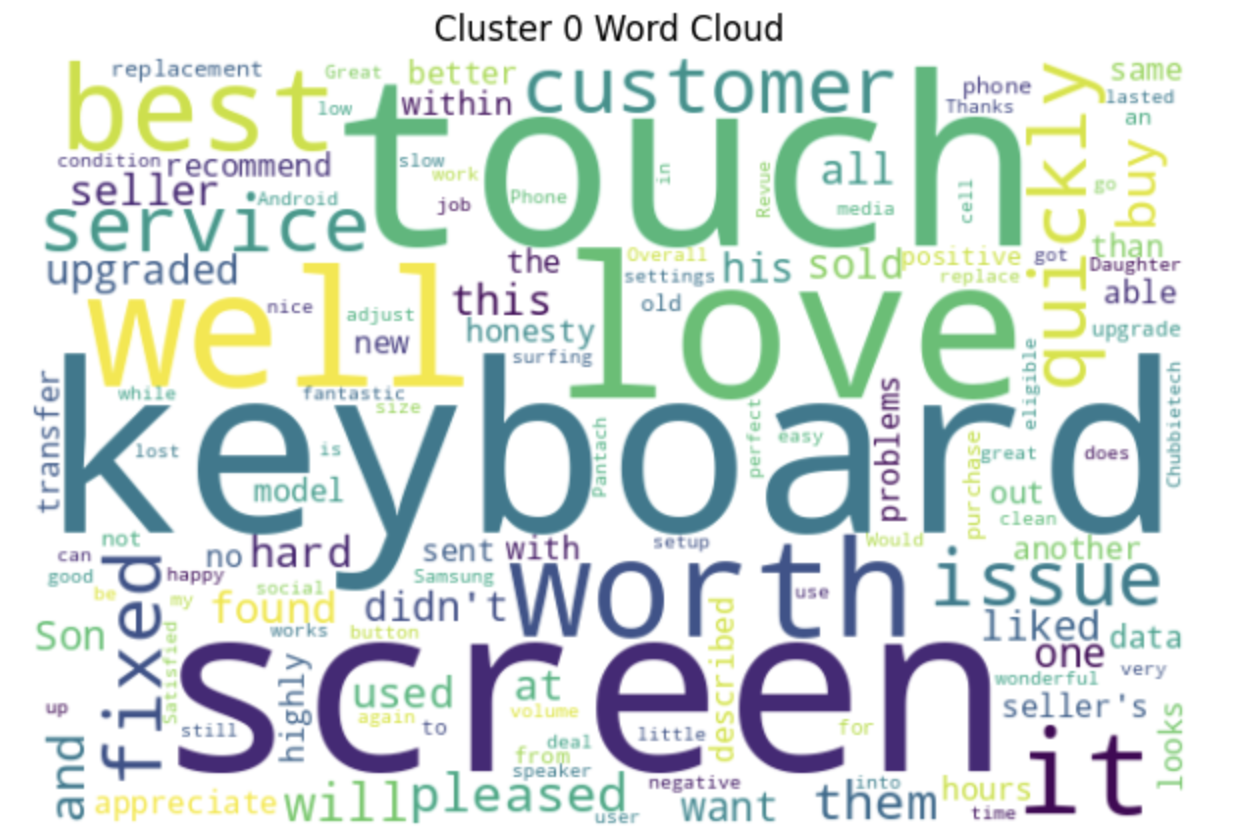 Cluster 0 Word Cloud
replacement Great better customer phone same
best low within Thanks lasted
touch quickly an
condition recommend slow work in Revue all cell buy
seller Android job Phone media go
service the Overall his sold positive got than
upgraded settings replace Daughter
well nice this old love able
adjust new honesty upgrade
surfing eligible
transfer while fantastic size problems Chubbietech
keyboard
lost is Pantach perfect easy purchase great does
model out
clean
not no hard sent with setup Would another
can
good happy Samsung worth use issue
be my social found didn't
fixed works button described liked data
Son Satisfied one
screen wonderful very
up highly used at seller's
still again to volume little for looks
deal
and from it
speaker negative into hours
appreciate will pleased user want them time